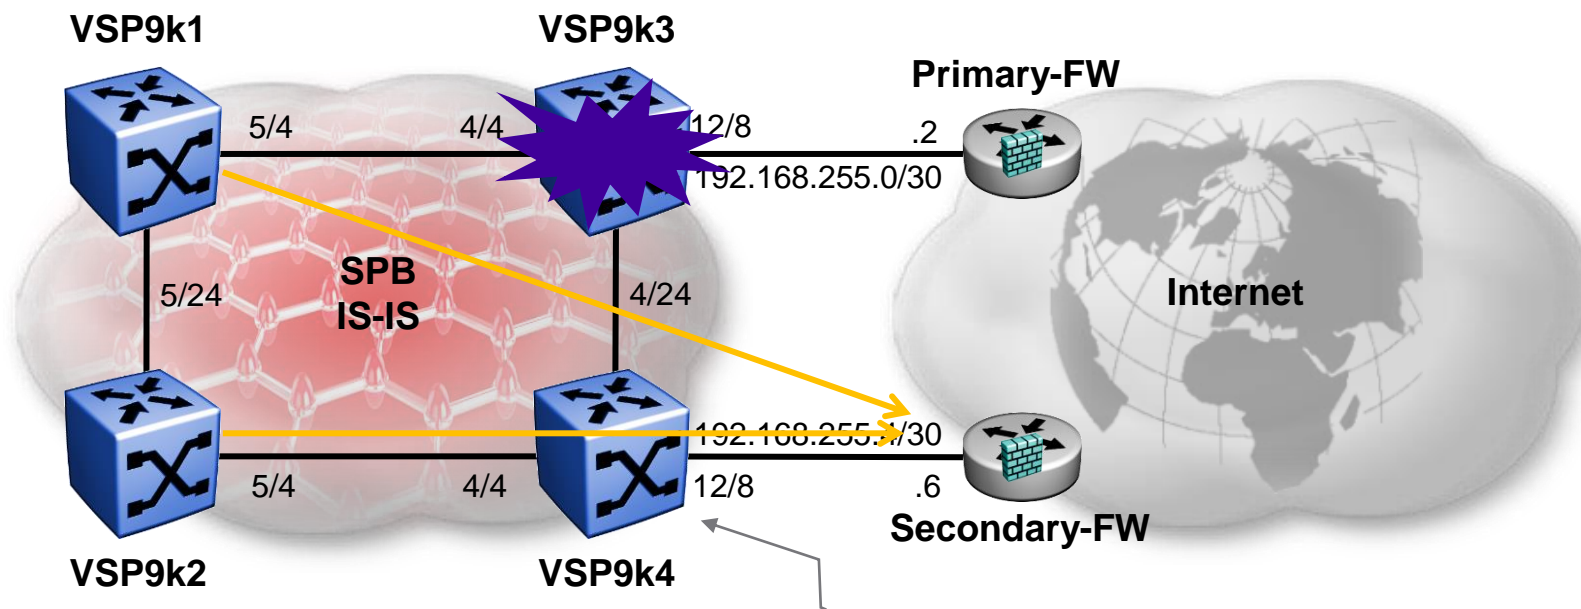 VSP9k1
VSP9k3
Primary-FW
5/4
4/4
12/8
.2
192.168.255.0/30
SPB
IS-IS
5/24
4/24
Internet
192.168.255.4/30
5/4
4/4
12/8
.6
Secondary-FW
VSP9k2
VSP9k4